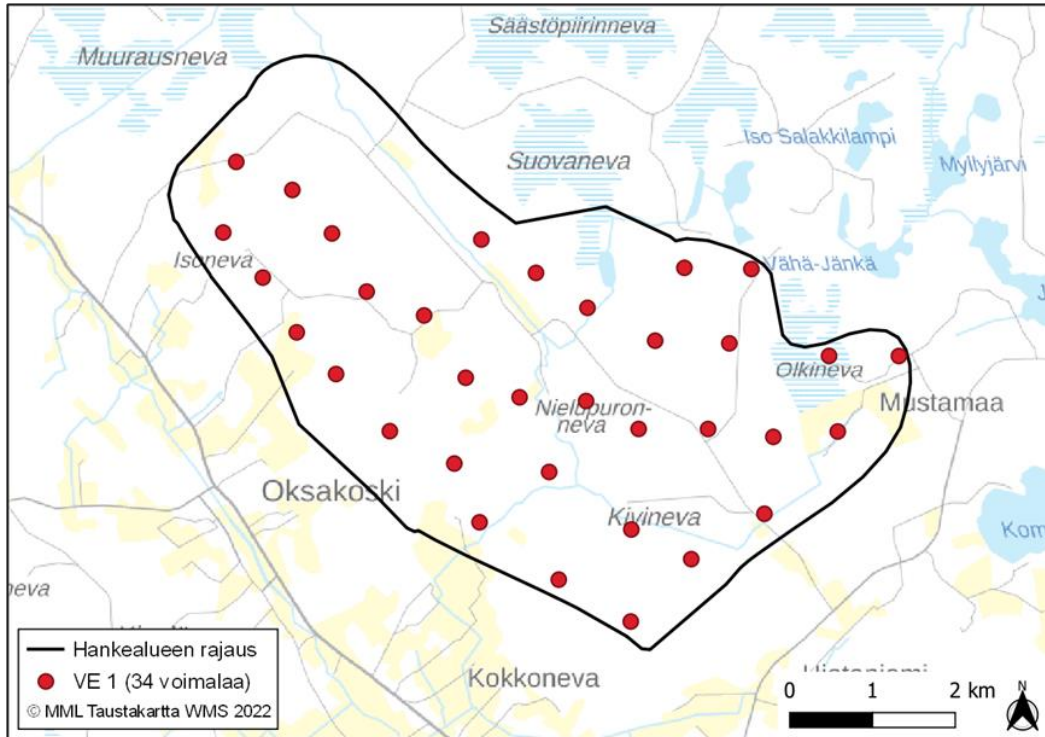 Säästöpiirinneva
Muurausneva
Iso Salakkilampi
Suovaneva
Myllyjärvi
Isoneva
Vähä-Jänkä
J
Olkineva
Mustamaa
Nielupuron-
neva
Oksakoski
Kivineva
Kom
neva
Kokkoneva
Hankealueen rajaus
VE 1 (34 voimalaa)
© MML Taustakartta WMS 2022
0 1 2 km
N